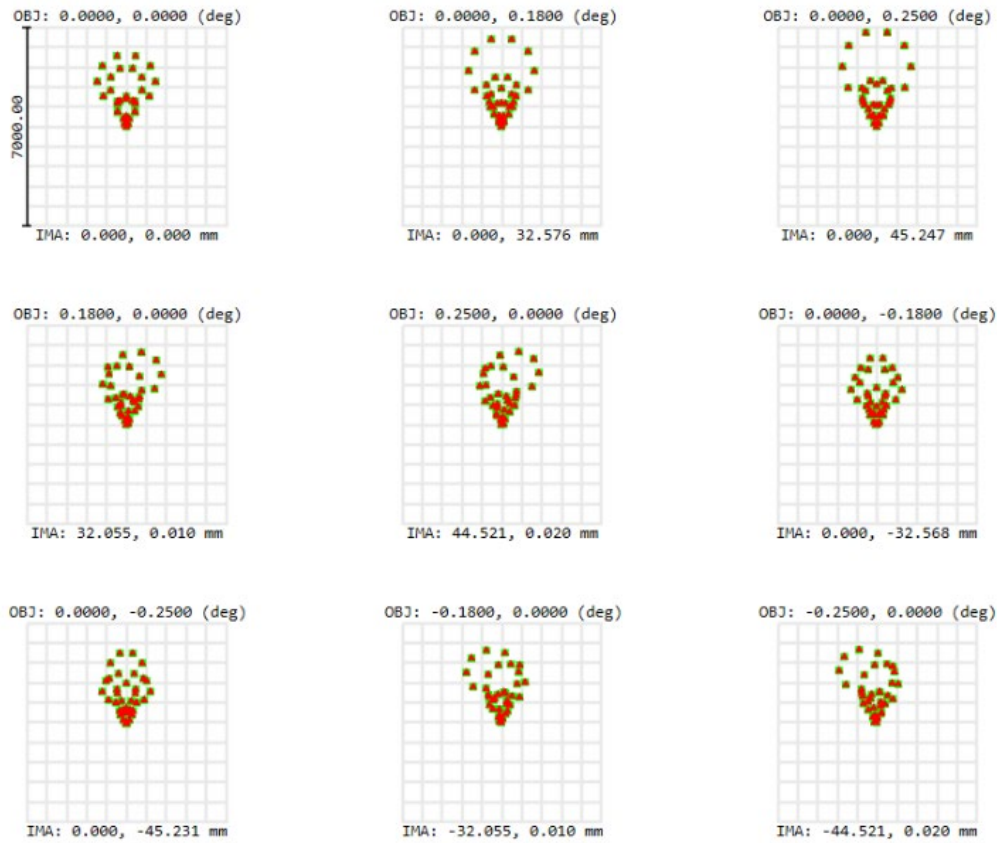 OBJ: 0.0000, 0.0000 (deg)
OBJ: 0.0000, 0.1800 (deg)
OBJ: 0.0000, 0.2500 (deg)
7000.00
IMA: 0.000, 0.000 mm
IMA: 0.000, 32.576 mm
IMA: 0.000, 45.247 mm
OBJ: 0.1800, 0.0000 (deg)
OBJ: 0.2500, 0.0000 (deg)
OBJ: 0.0000, -0.1800 (deg)
IMA: 32.055, 0.010 mm
IMA: 44.521, 0.020 mm
IMA: 0.000, -32.568 mm
OBJ: 0.0000, -0.2500 (deg)
OBJ: -0.1800, 0.0000 (deg)
OBJ: -0.2500, 0.0000 (deg)
IMA: 0.000, -45.231 mm
IMA: -32.055, 0.010 mm
IMA: -44.521, 0.020 mm